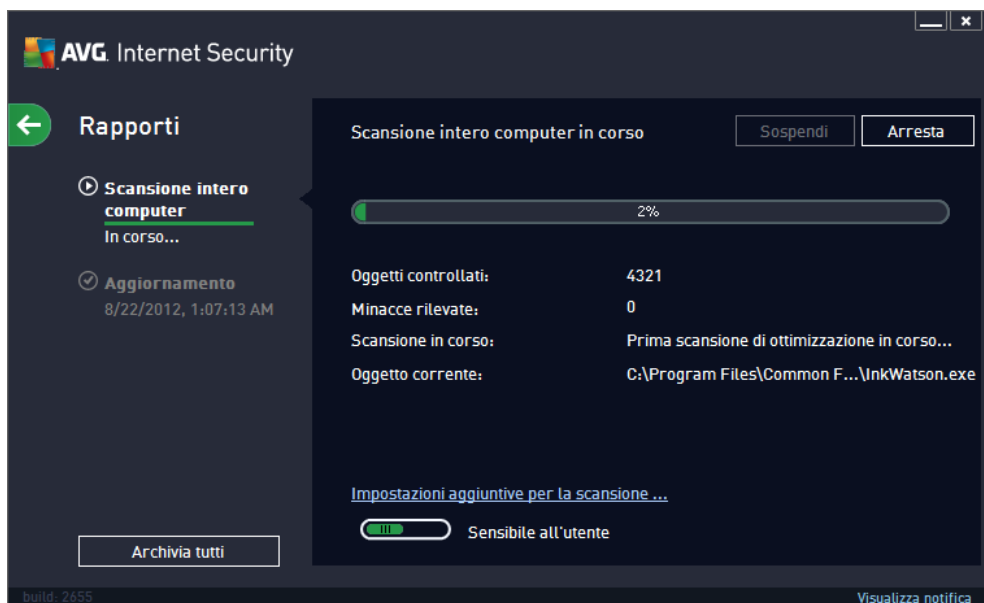 AVG. Internet Security
Rapporti
Scansione intero computer
In corso...
Aggiornamento
8/22/2012, 1:07:13 AM
Archivia tutti
Scansione intero computer in corso
Sospendi
Arresta
2%
Oggetti controllati: 4321
Minacce rilevate: 0
Scansione in corso: Prima scansione di ottimizzazione in corso...
Oggetto corrente: C:\Program Files\Common F...\InkWatson.exe
Impostazioni aggiuntive per la scansione ...
Sensibile all'utente
build: 2655
Visualizza notifica